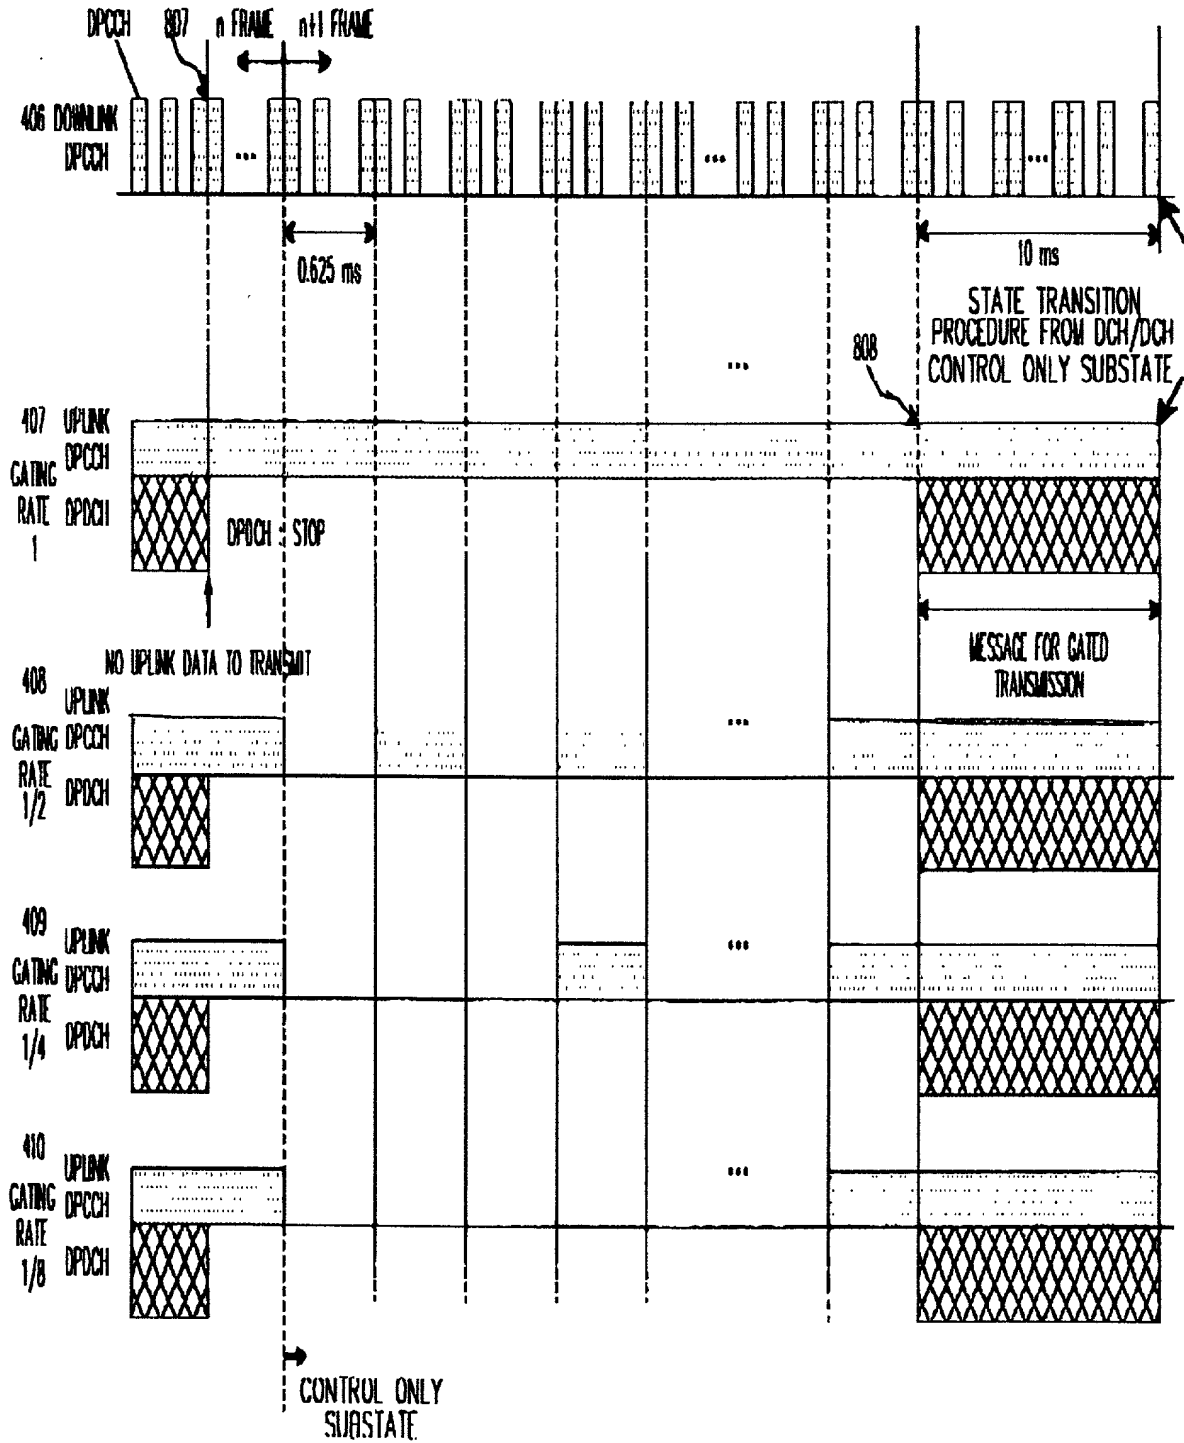 DPCCH 807 n FRAME n+1 FRAME
406 DOWNLINK
DPCCH
...
...
...
0.625 ms
10 ms
STATE TRANSITION
PROCEDURE FROM DCH/DCH
CONTROL ONLY SUBSTATE
808
...
407 UPLINK
DPCCH
GATING
RATE DPDCH
1
DPDCH : STOP
NO UPLINK DATA TO TRANSMIT
MESSAGE FOR GATED
TRANSMISSION
408
UPLINK
GATING DPCCH
RATE
1/2 DPDCH
...
409
UPLINK
GATING DPCCH
RATE
1/4 DPDCH
...
410
UPLINK
GATING DPCCH
RATE
1/8 DPDCH
...
CONTROL ONLY
SUBSTATE